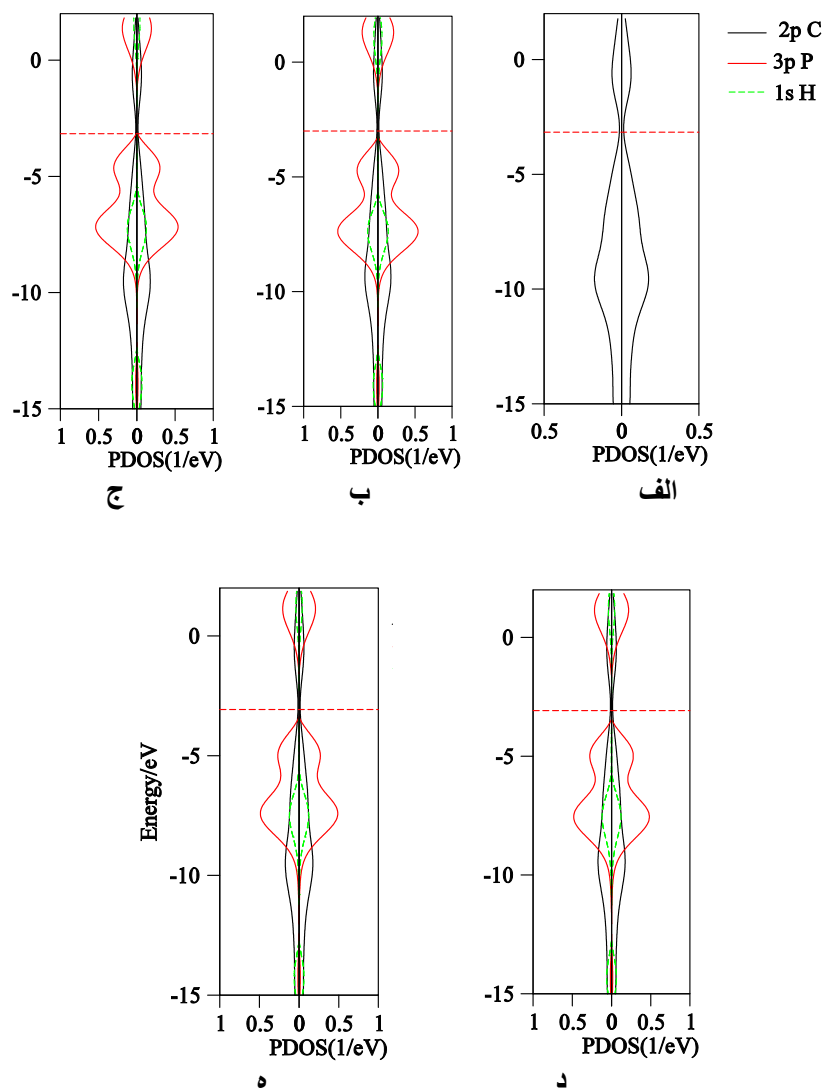 2p C
3p P
1s H
0
-5
-10
-15
1 0.5 0 0.5 1
PDOS(1/eV)
ج
0
-5
-10
-15
1 0.5 0 0.5 1
PDOS(1/eV)
ب
0
-5
-10
-15
0.5 0 0.5
PDOS(1/eV)
الف
Energy/eV
0
-5
-10
-15
1 0.5 0 0.5 1
PDOS(1/eV)
ه
0
-5
-10
-15
1 0.5 0 0.5 1
PDOS(1/eV)
د